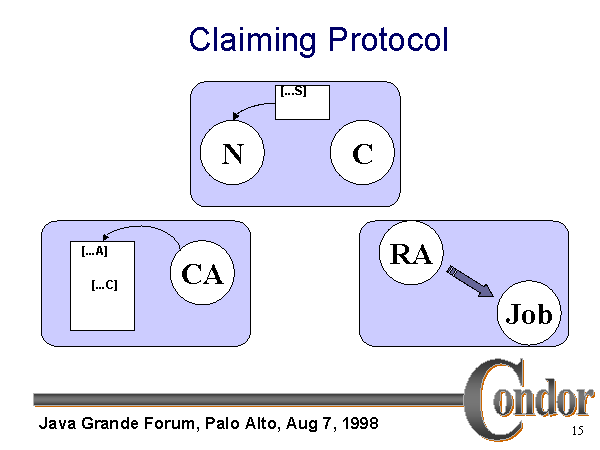 Claiming Protocol
[...S]
N
C
[...A]
[...C]
CA
RA
Job
Condor
Java Grande Forum, Palo Alto, Aug 7, 1998
15